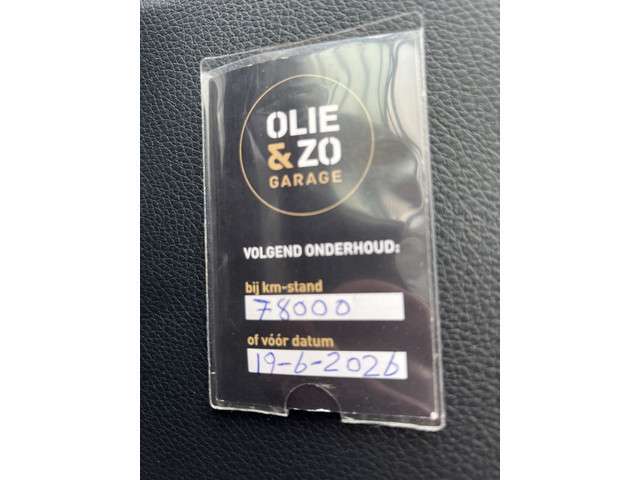 OLIE
& ZO
GARAGE
VOLGEND ONDERHOUD:
bij km-stand
78000
of vóór datum
19-6-2026